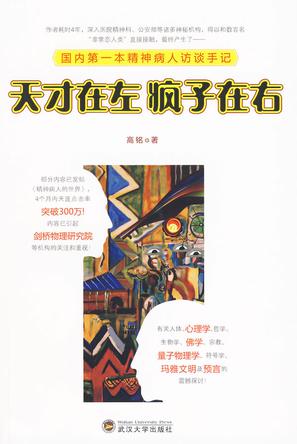 作者耗时4年,深入医院精神科、公安部等诸多神秘机构,得以和数百名
“非常态人类”直接接触,最终产生了——
国内第一本精神病人访谈手记
天才在左 疯子在右
高铭◎著
部分内容已发帖
《精神病人的世界》,
4个月内天涯点击率
突破300万!
内容已引起
剑桥物理研究院
等机构的关注和重视!
有关人体、心理学、哲学、
生物学、佛学、宗教、
量子物理学、符号学、
玛雅文明及预言的
震撼探讨!
Wuhan University Press
武汉大学出版社